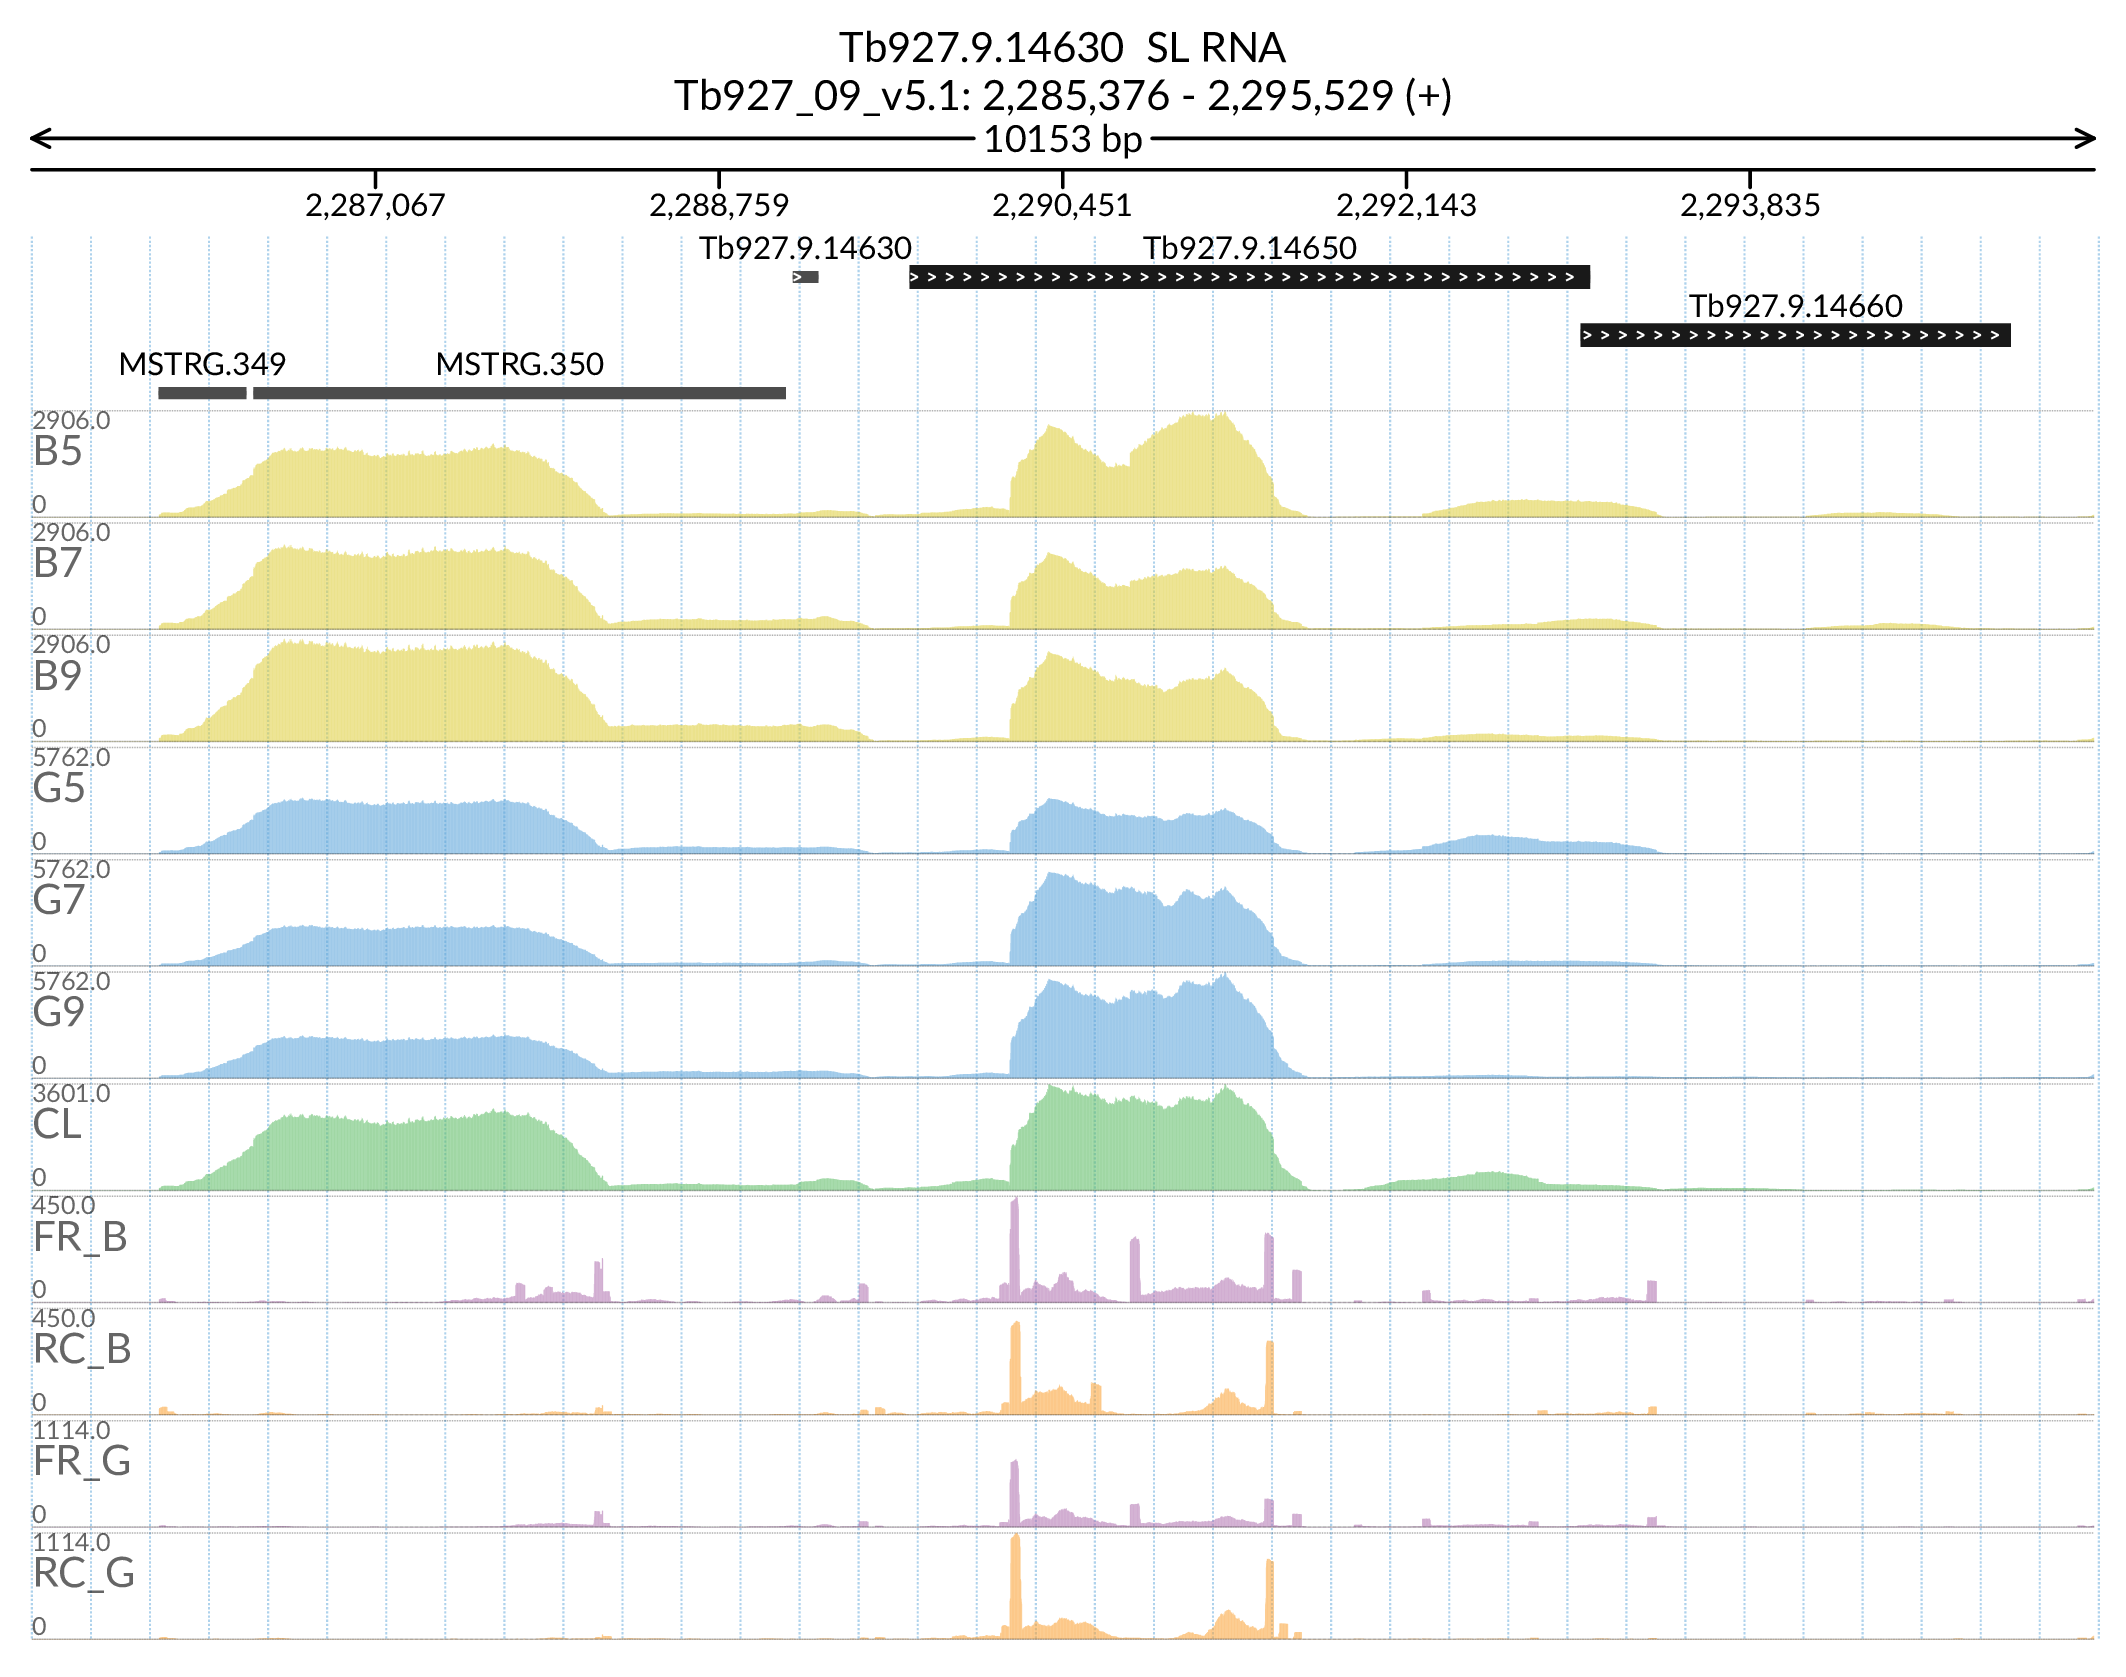 Tb927.9.14630 SL RNA
Tb927_09_v5.1: 2,285,376 - 2,295,529 (+)
10153 bp
2,287,067 2,288,759 2,290,451 2,292,143 2,293,835
Tb927.9.14630 Tb927.9.14650
Tb927.9.14660
MSTRG.349 MSTRG.350
2906.0
B5
0
2906.0
B7
0
2906.0
B9
0
5762.0
G5
0
5762.0
G7
0
5762.0
G9
0
3601.0
CL
0
450.0
FR_B
0
450.0
RC_B
0
1114.0
FR_G
0
1114.0
RC_G
0